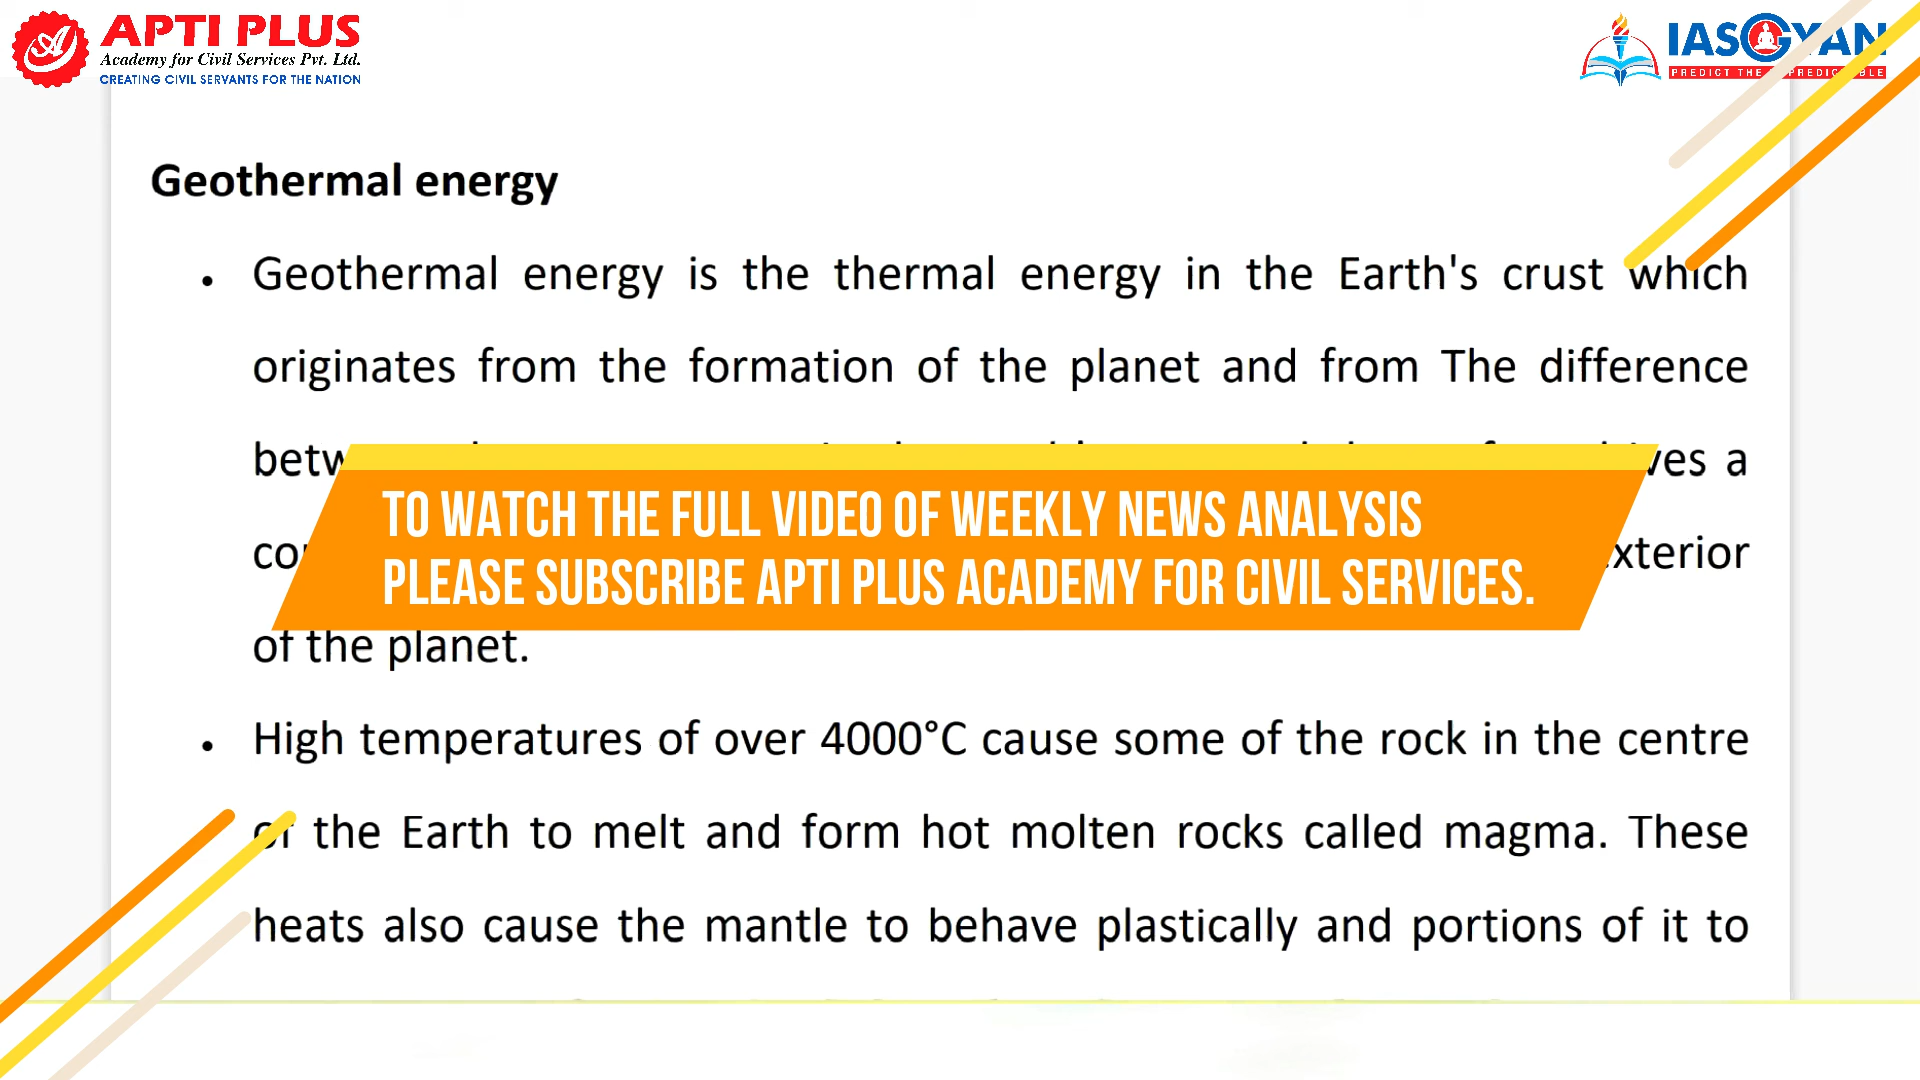 APTI PLUS
Academy for Civil Services Pvt. Ltd.
CREATING CIVIL SERVANTS FOR THE NATION
IASGYAN
PREDICT THE
Geothermal energy
• Geothermal energy is the thermal energy in the Earth's crust which
originates from the formation of the planet and from The difference
a
TO WATCH THE FULL VIDEO OF WEEKLY NEWS ANALYSIS
PLEASE SUBSCRIBE APTI PLUS ACADEMY FOR CIVIL SERVICES.
of the planet.
• High temperatures of over 4000°C cause some of the rock in the centre
of the Earth to melt and form hot molten rocks called magma. These
heats also cause the mantle to behave plastically and portions of it to